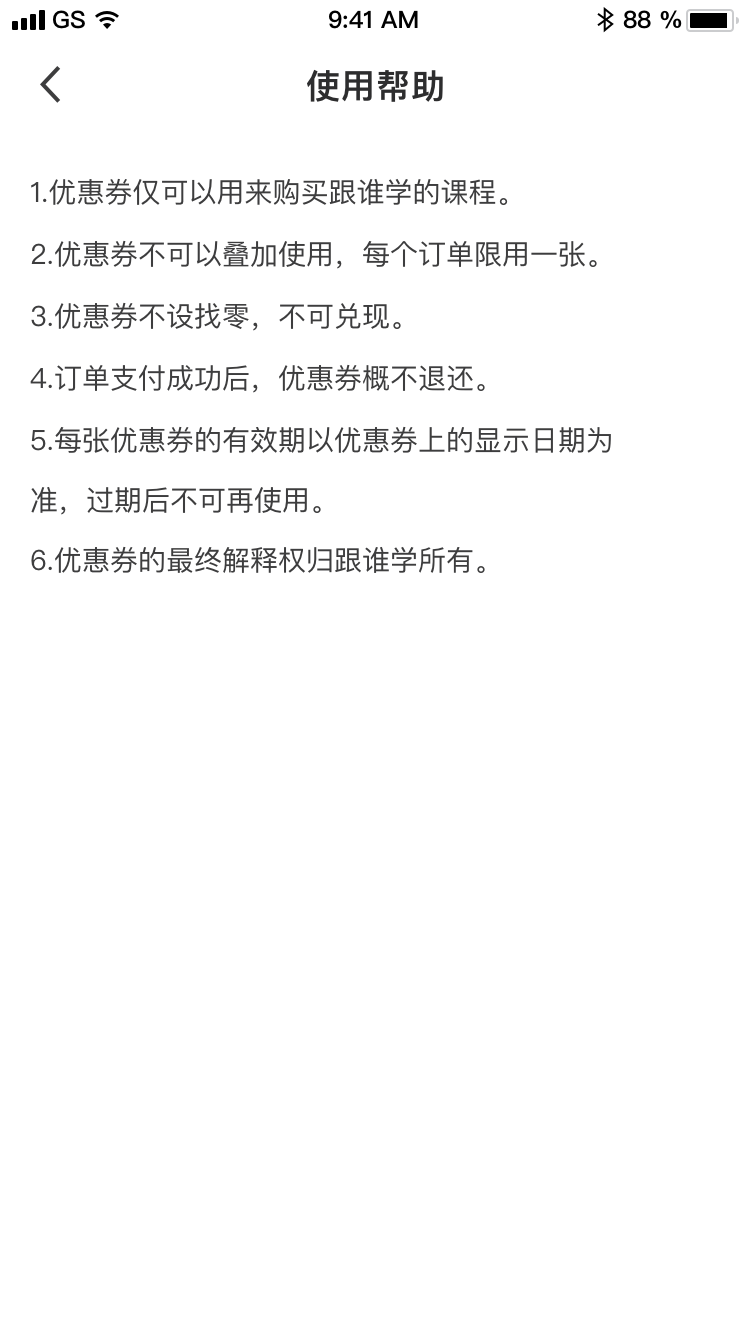 GS 9:41 AM 88 %
使用帮助
1.优惠券仅可以用来购买跟谁学的课程。
2.优惠券不可以叠加使用，每个订单限用一张。
3.优惠券不设找零，不可兑现。
4.订单支付成功后，优惠券概不退还。
5.每张优惠券的有效期以优惠券上的显示日期为
准，过期后不可再使用。
6.优惠券的最终解释权归跟谁学所有。